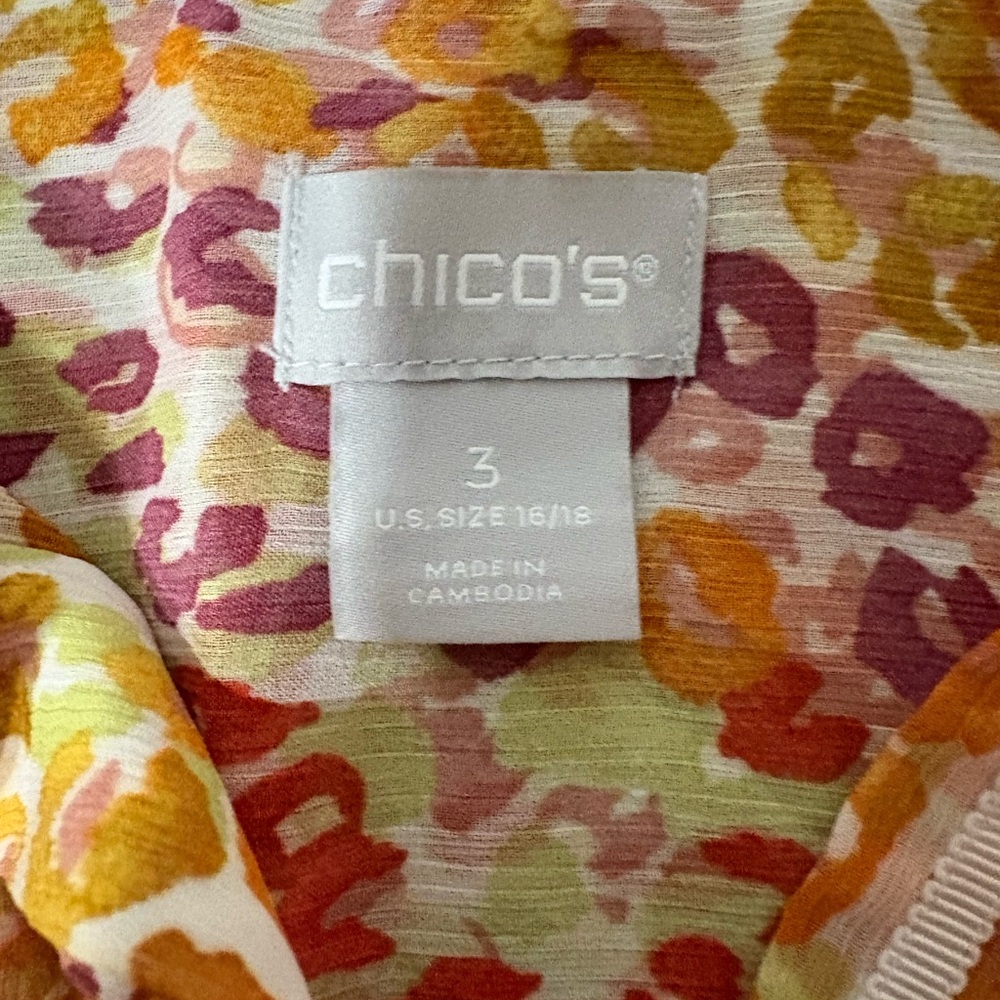 chico's®
3
U.S. SIZE 16/18
MADE IN
CAMBODIA